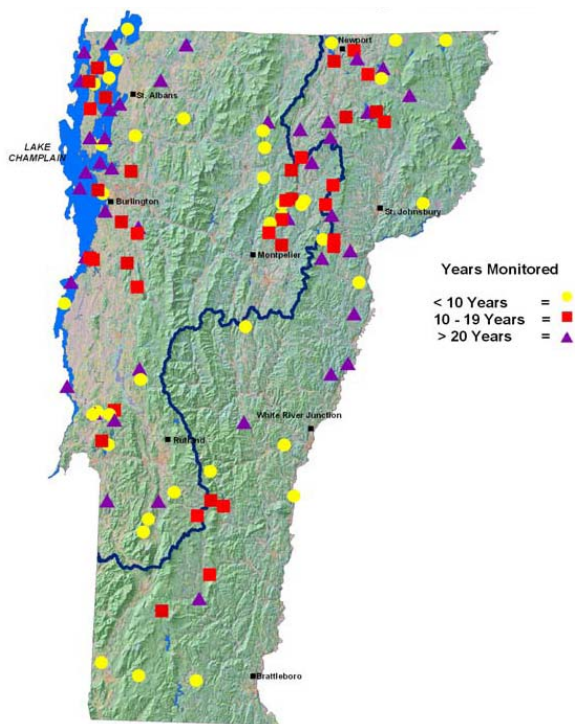 Newport
St. Albans
LAKE
CHAMPLAIN
Burlington
St. Johnsbury
Montpelier
Years Monitored
< 10 Years =
10 - 19 Years =
> 20 Years =
White River Junction
Rutland
Brattleboro